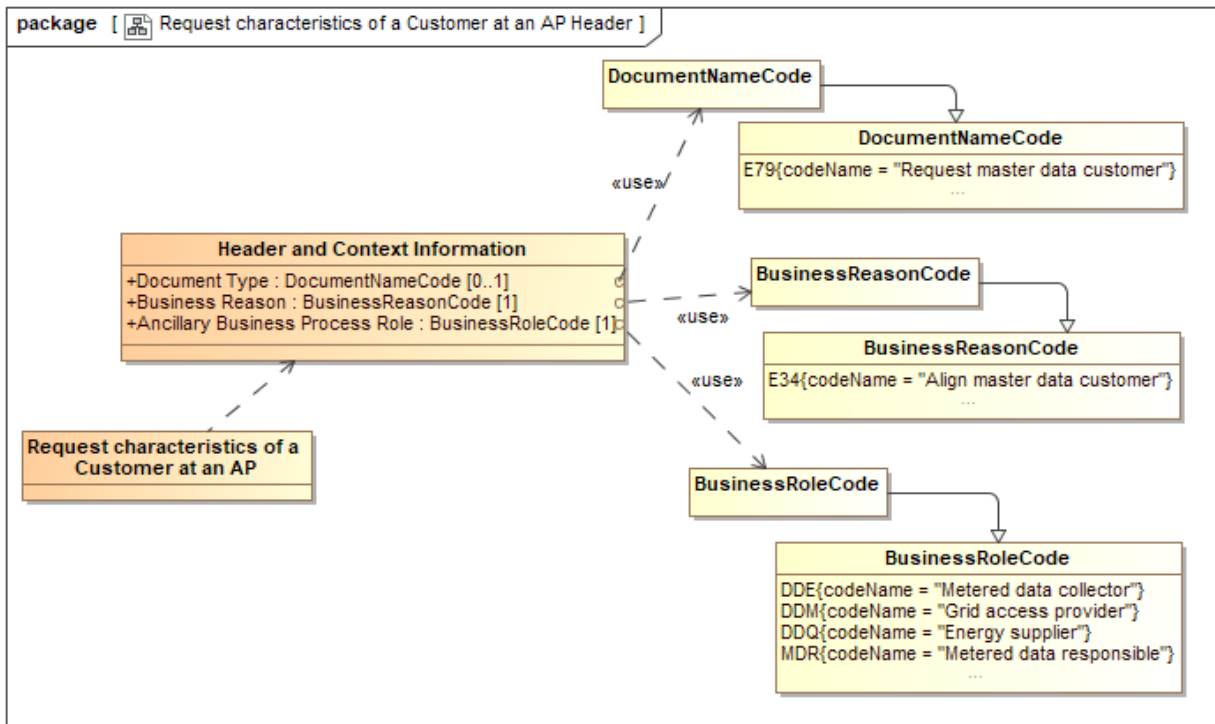 package [ Request characteristics of a Customer at an AP Header ]
DocumentNameCode
DocumentNameCode
E79{codeName = "Request master data customer"}
...
«use»
Header and Context Information
+Document Type : DocumentNameCode [0..1]
+Business Reason : BusinessReasonCode [1]
+Ancillary Business Process Role : BusinessRoleCode [1]
BusinessReasonCode
«use»
BusinessReasonCode
E34{codeName = "Align master data customer"}
...
«use»
Request characteristics of a
Customer at an AP
BusinessRoleCode
BusinessRoleCode
DDE{codeName = "Metered data collector"}
DDM{codeName = "Grid access provider"}
DDQ{codeName = "Energy supplier"}
MDR{codeName = "Metered data responsible"}
...